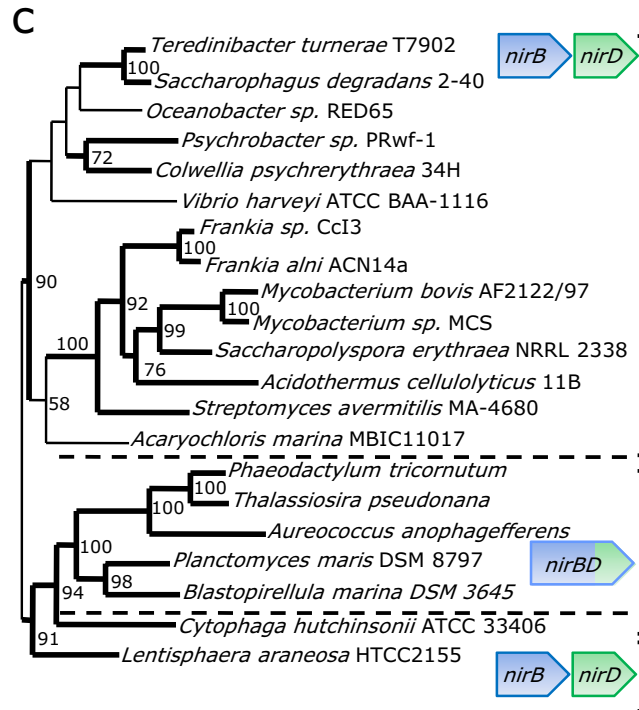 C
Teredinibacter turnerae T7902
nirB nirD
100
Saccharophagus degradans 2-40
Oceanobacter sp. RED65
Psychrobacter sp. PRwf-1
72
Colwellia psychrerythraea 34H
Vibrio harveyi ATCC BAA-1116
Frankia sp. CcI3
100
Frankia alni ACN14a
90
Mycobacterium bovis AF2122/97
92
100
Mycobacterium sp. MCS
99
100
Saccharopolyspora erythraea NRRL 2338
76
Acidothermus cellulolyticus 11B
58
Streptomyces avermitilis MA-4680
Acaryochloris marina MBIC11017
Phaeodactylum tricornutum
100
Thalassiosira pseudonana
100
Aureococcus anophagefferens
100
Planctomyces maris DSM 8797
nirBD
98
94
Blastopirellula marina DSM 3645
Cytophaga hutchinsonii ATCC 33406
91
Lentisphaera araneosa HTCC2155
nirB nirD